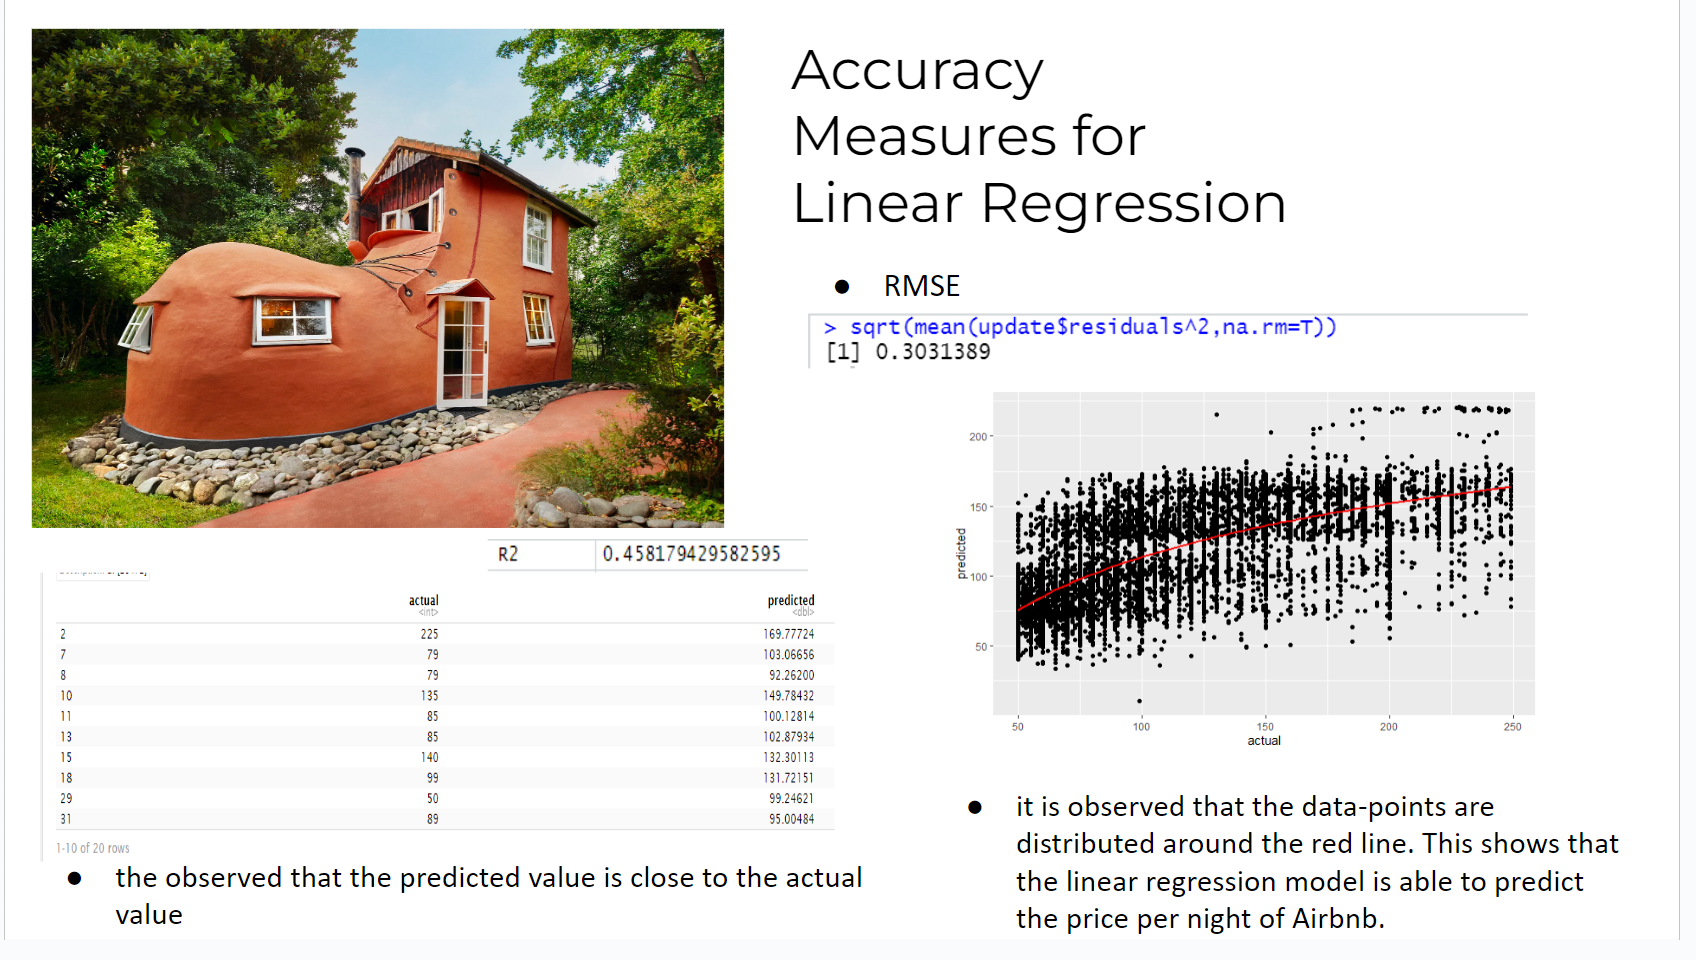 Accuracy
Measures for
Linear Regression
● RMSE
> sqrt(mean(update$residuals^2,na.rm=T))
[1] 0.3031389
R2 0.458179429582595
actual predicted
<int> <dbl>
2 225 169.77724
7 79 103.06656
8 79 92.26200
10 135 149.78432
11 85 100.12814
13 85 102.87934
15 140 132.30113
18 99 131.72151
29 50 99.24621
31 89 95.00484
1-10 of 20 rows
● the observed that the predicted value is close to the actual
value
200
150
100
50
predicted
50 100 150 200 250
actual
● it is observed that the data-points are
distributed around the red line. This shows that
the linear regression model is able to predict
the price per night of Airbnb.